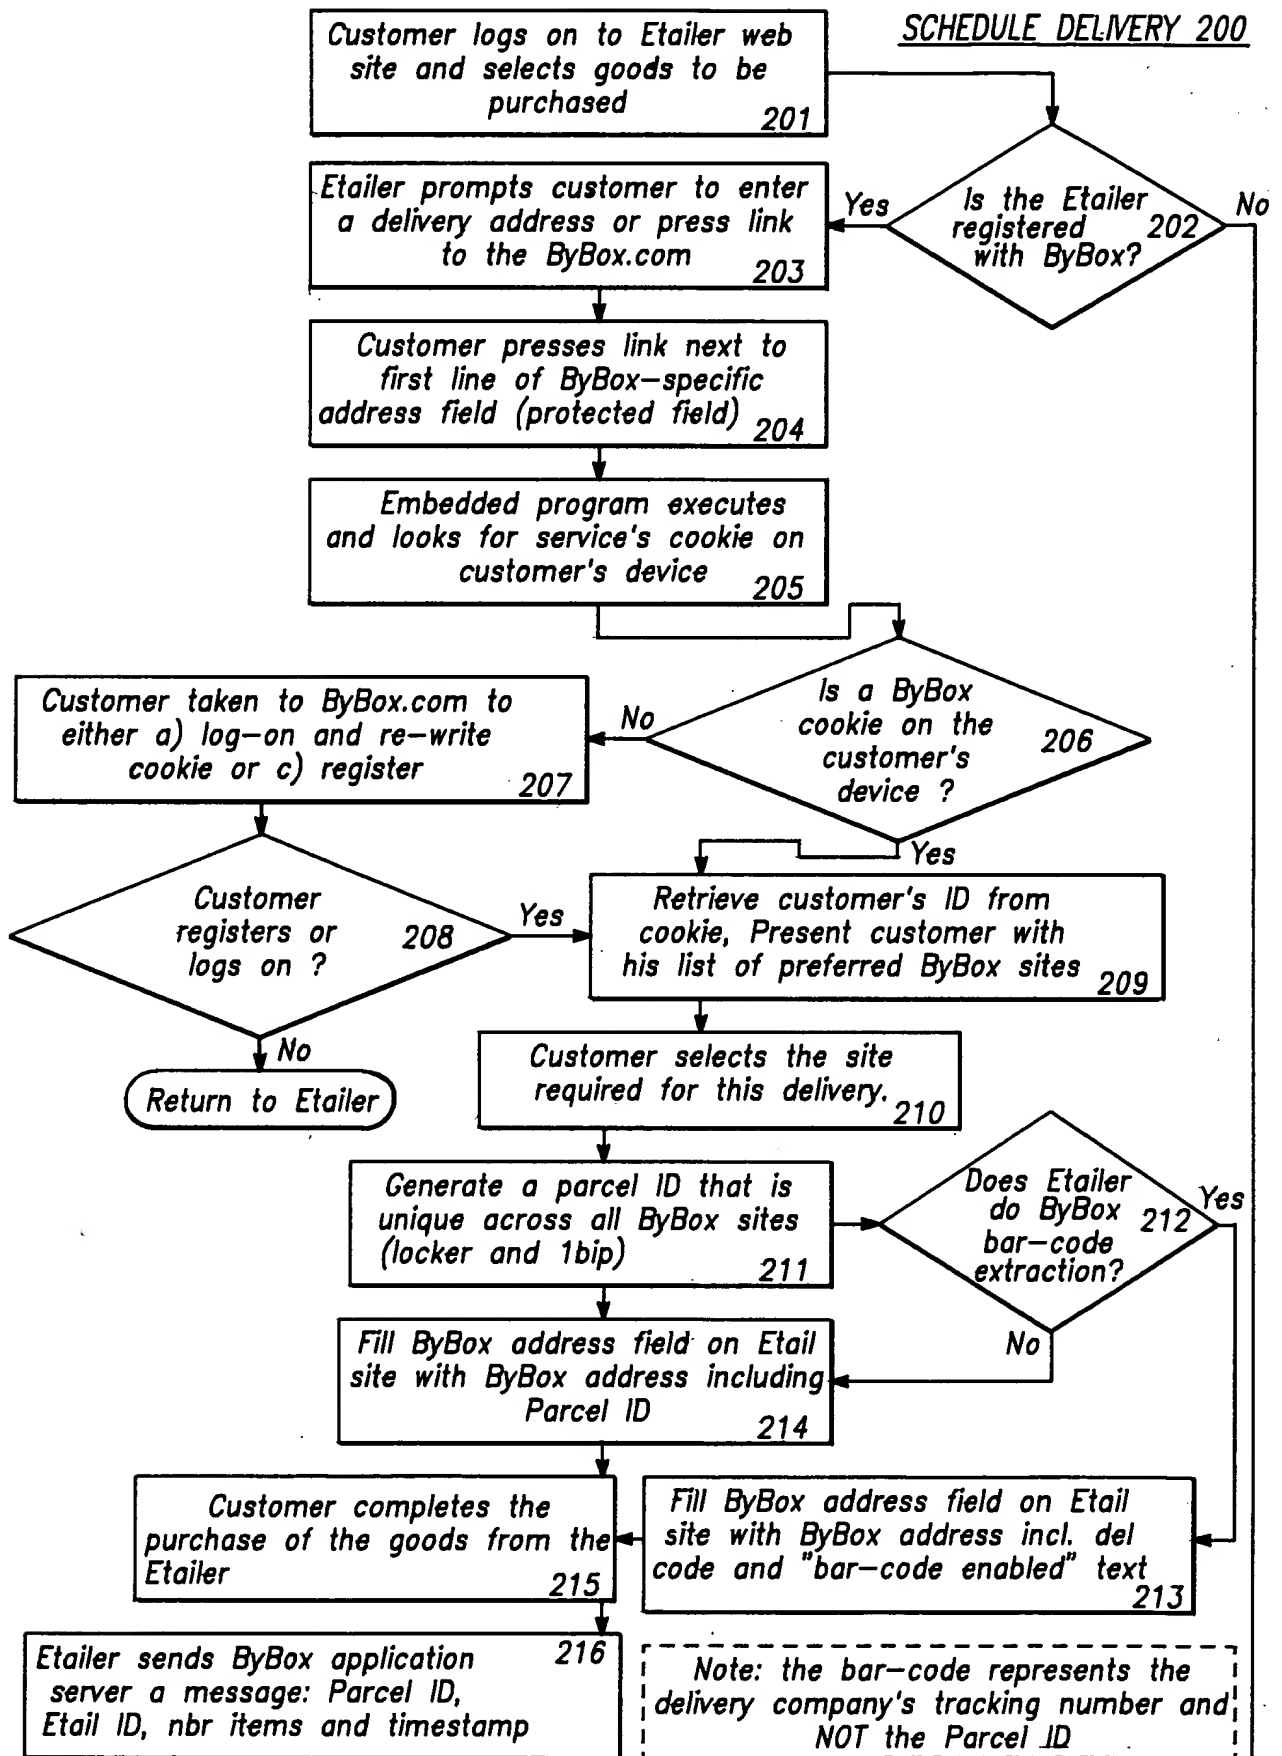 SCHEDULE DELIVERY 200
Customer logs on to Etailer web
site and selects goods to be
purchased
201
Is the Etailer
registered
with ByBox?
202
Yes
No
Etailer prompts customer to enter
a delivery address or press link
to the ByBox.com
203
Customer presses link next to
first line of ByBox-specific
address field (protected field)
204
Embedded program executes
and looks for service's cookie on
customer's device
205
Is a ByBox
cookie on the
customer's
device ?
206
No
Yes
Customer taken to ByBox.com to
either a) log-on and re-write
cookie or c) register
207
Customer
registers or
logs on ?
208
Yes
No
Return to Etailer
Retrieve customer's ID from
cookie, Present customer with
his list of preferred ByBox sites
209
Customer selects the site
required for this delivery.
210
Generate a parcel ID that is
unique across all ByBox sites
(locker and 1bip)
211
Does Etailer
do ByBox
bar-code
extraction?
212
Yes
No
Fill ByBox address field on Etail
site with ByBox address including
Parcel ID
214
Fill ByBox address field on Etail
site with ByBox address incl. del
code and "bar-code enabled" text
213
Customer completes the
purchase of the goods from the
Etailer
215
Etailer sends ByBox application
server a message: Parcel ID,
Etail ID, nbr items and timestamp
216
Note: the bar-code represents the
delivery company's tracking number and
NOT the Parcel ID